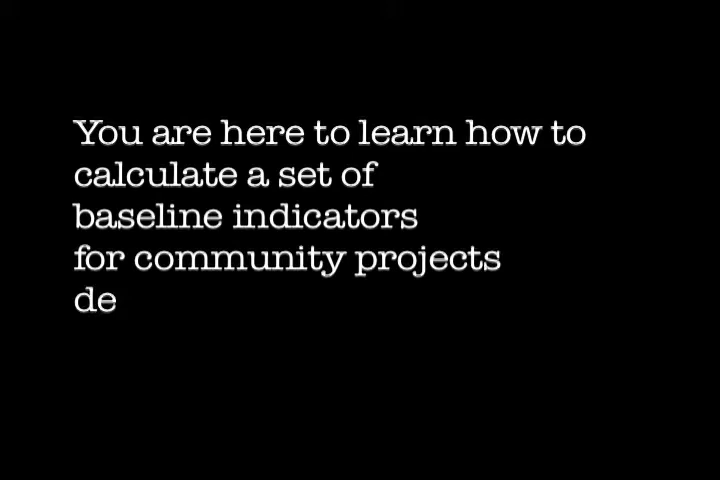 You are here to learn how to
calculate a set of
baseline indicators
for community projects
de